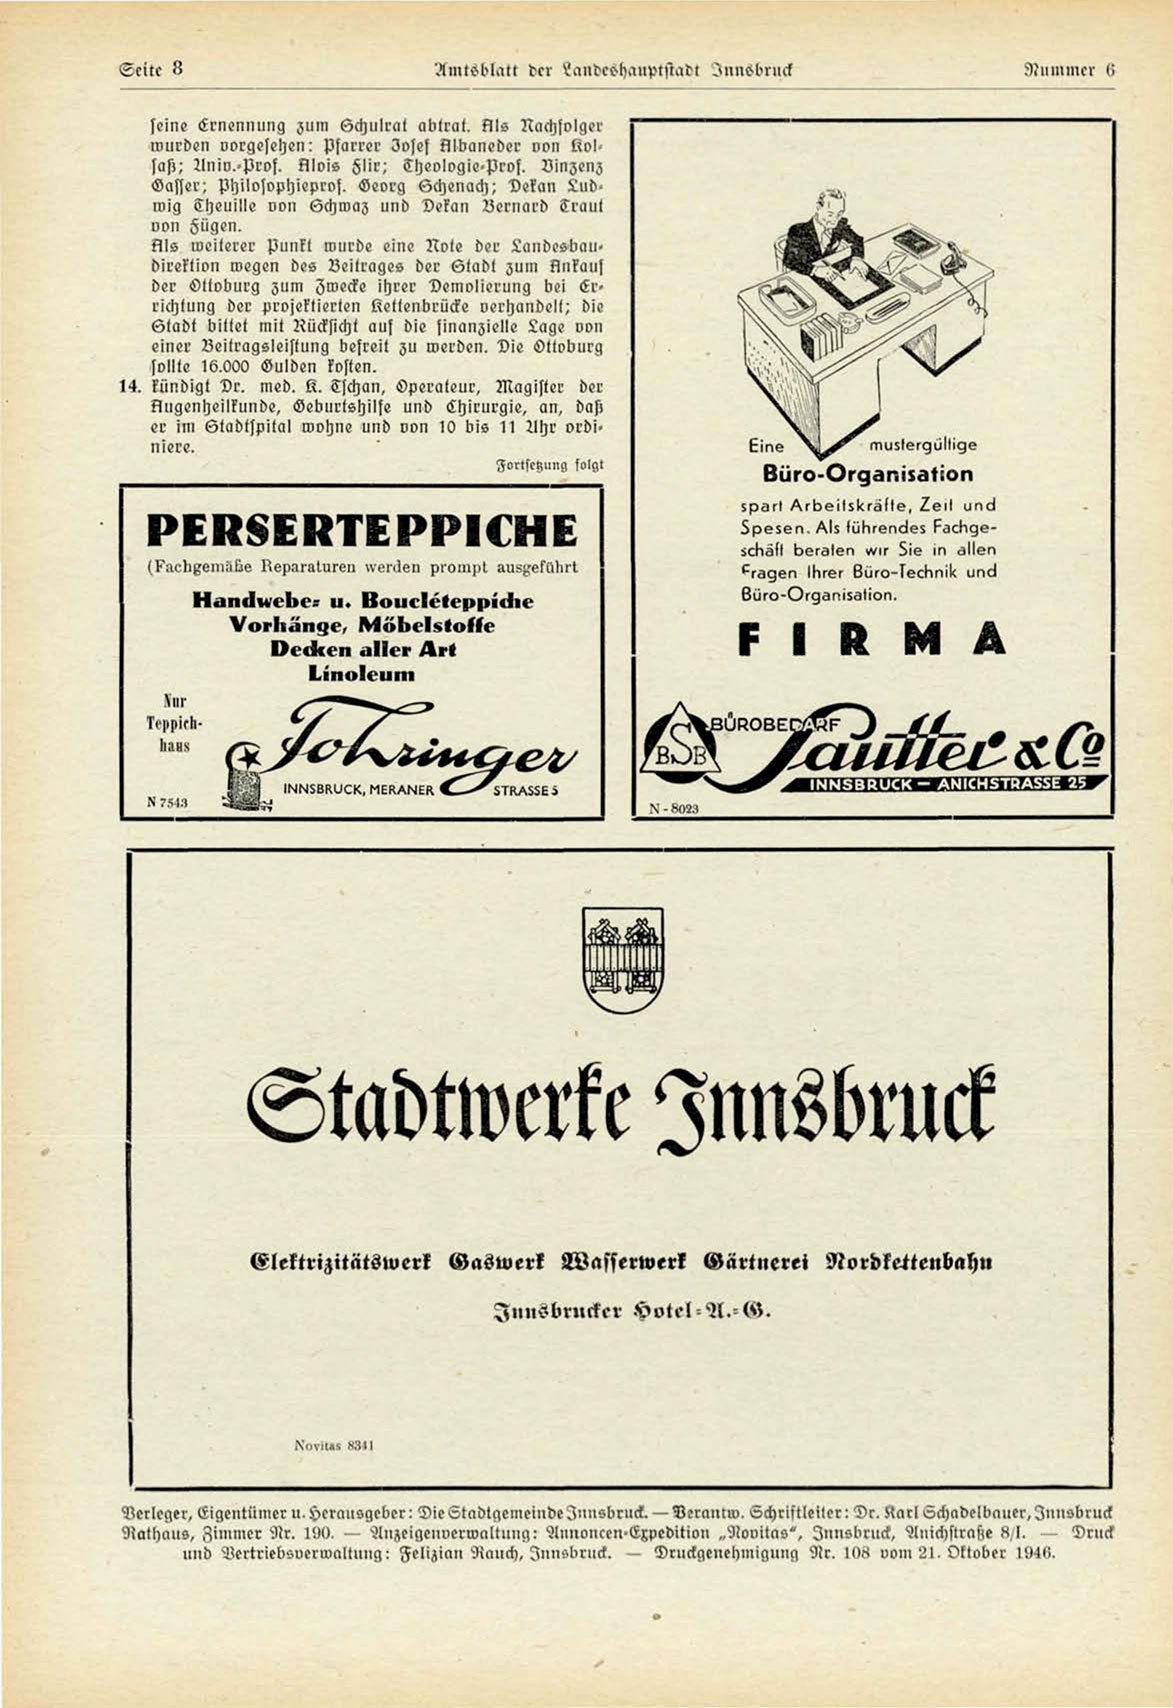 Seite 8
Amtsblatt der Landeshauptstadt Innsbruck
Nummer 6
seine Ernennung zum Schulrat abtrat. Als Nachfolger
wurden vorgesehen: Pfarrer Josef Albaneder von Kol-
saß; Univ.-Prof. Alois Flir; Theologie-Prof. Vinzenz
Gasser; Philosophieprof. Georg Schenach; Dekan Lud-
wig Theuille von Schwaz und Dekan Bernard Traut
von Fügen.
Als weiterer Punkt wurde eine Note der Landesbau-
direktion wegen des Beitrages der Stadt zum Ankauf
der Ottoburg zum Zwecke ihrer Demolierung bei Er-
richtung der projektierten Kettenbrücke verhandelt; die
Stadt bittet mit Rücksicht auf die finanzielle Lage von
einer Beitragsleistung befreit zu werden. Die Ottoburg
sollte 16.000 Gulden kosten.
14. kündigt Dr. med. K. Tschan, Operateur, Magister der
Augenheilkunde, Geburtshilfe und Chirurgie, an, daß
er im Stadtspital wohne und von 10 bis 11 Uhr ordi-
niere.
Fortsetzung folgt
PERSERTEPPICHE
(Fachgemäße Reparaturen werden prompt ausgeführt
Handwebe- u. Boucléteppiche
Vorhänge, Möbelstoffe
Decken aller Art
Linoleum
Nur
Teppich-
haus
Fohringer
INNSBRUCK, MERANER STRASSE 5
N 7543
Eine mustergültige
Büro-Organisation
spart Arbeitskräfte, Zeit und
Spesen. Als führendes Fachge-
schäft beraten wir Sie in allen
Fragen Ihrer Büro-Technik und
Büro-Organisation.
FIRMA
BSB
BÜROBEDARF
Sautter & Co
INNSBRUCK – ANICHSTRASSE 25
N - 8023
Stadtwerke Innsbruck
Elektrizitätswerk Gaswerk Wasserwerk Gärtnerei Nordkettenbahn
Innsbrucker Hotel-A.-G.
Novitas 8341
Verleger, Eigentümer u. Herausgeber: Die Stadtgemeinde Innsbruck. — Verantw. Schriftleiter: Dr. Karl Schadelbauer, Innsbruck
Rathaus, Zimmer Nr. 190. — Anzeigenverwaltung: Annoncen-Expedition „Novitas", Innsbruck, Anichstraße 8/I. — Druck
und Vertriebsverwaltung: Felizian Rauch, Innsbruck. — Druckgenehmigung Nr. 108 vom 21. Oktober 1946.